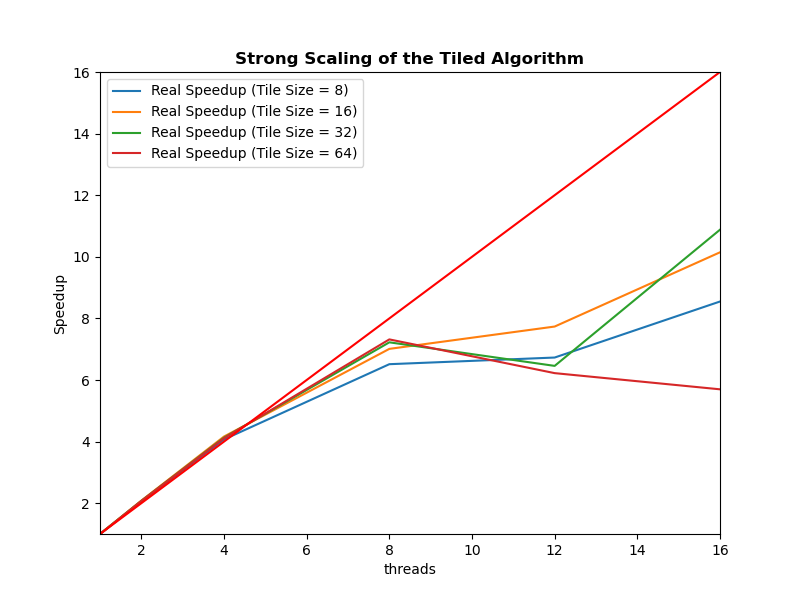 Strong Scaling of the Tiled Algorithm
Real Speedup (Tile Size = 8)
Real Speedup (Tile Size = 16)
Real Speedup (Tile Size = 32)
Real Speedup (Tile Size = 64)
16
14
12
10
8
6
4
2
Speedup
2 4 6 8 10 12 14 16
threads